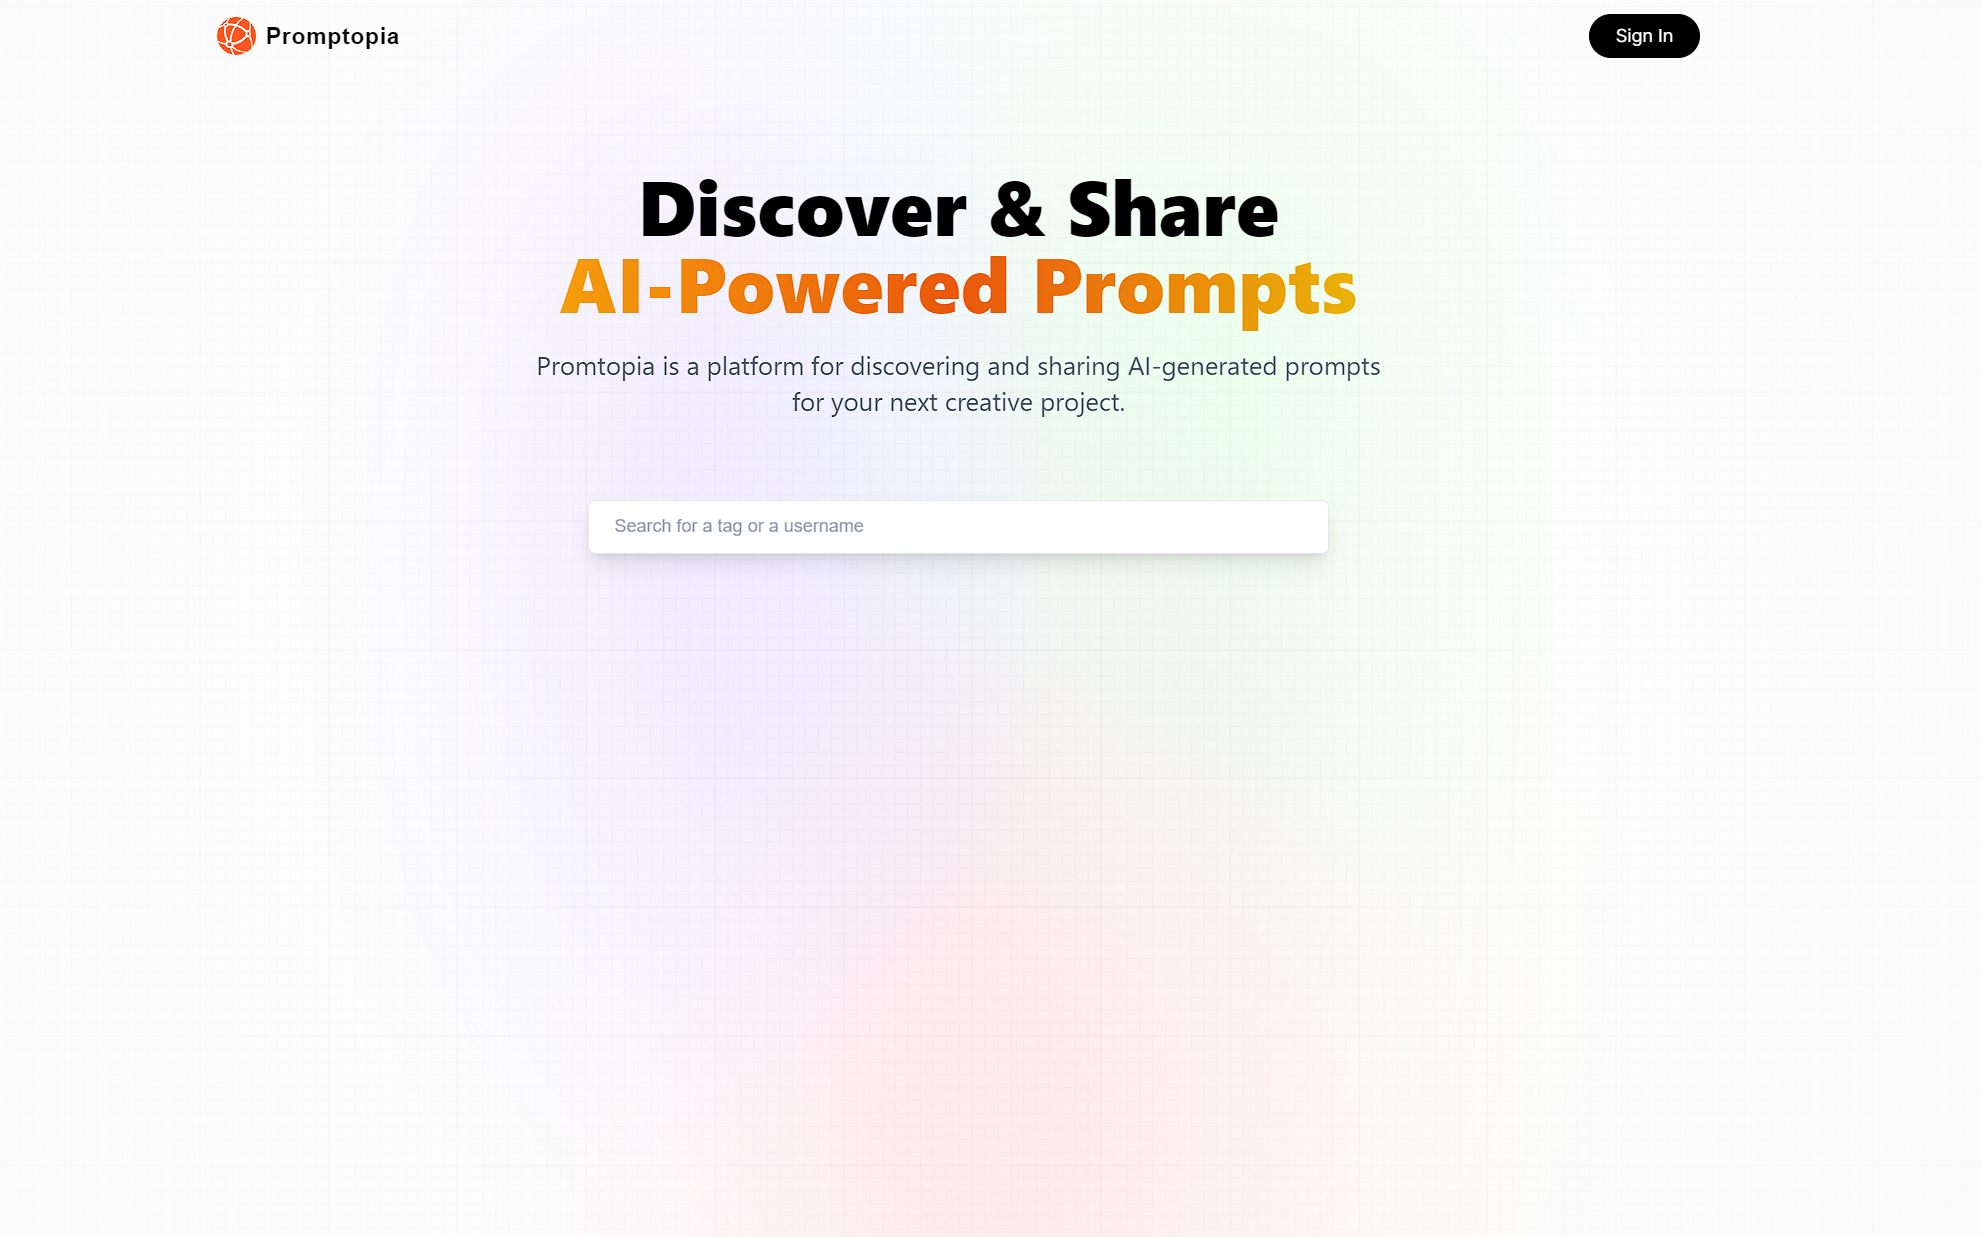 Promptopia
Sign In
Discover & Share
AI-Powered Prompts
Promtopia is a platform for discovering and sharing AI-generated prompts
for your next creative project.
Search for a tag or a username